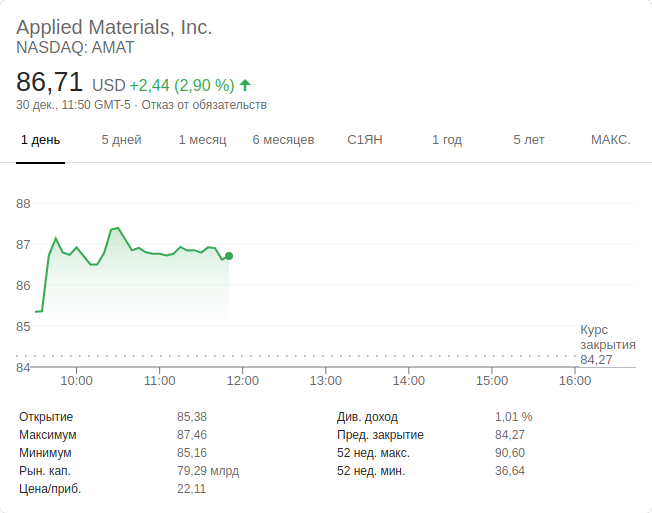 Applied Materials, Inc.
NASDAQ: AMAT
86,71 USD +2,44 (2,90 %)
30 дек., 11:50 GMT-5 · Отказ от обязательств
1 день 5 дней 1 месяц 6 месяцев С1ЯН 1 год 5 лет МАКС.
88
87
86
85
Курс
закрытия
84,27
84
10:00 11:00 12:00 13:00 14:00 15:00 16:00
Открытие 85,38 Див. доход 1,01 %
Максимум 87,46 Пред. закрытие 84,27
Минимум 85,16 52 нед. макс. 90,60
Рын. кап. 79,29 млрд 52 нед. мин. 36,64
Цена/приб. 22,11